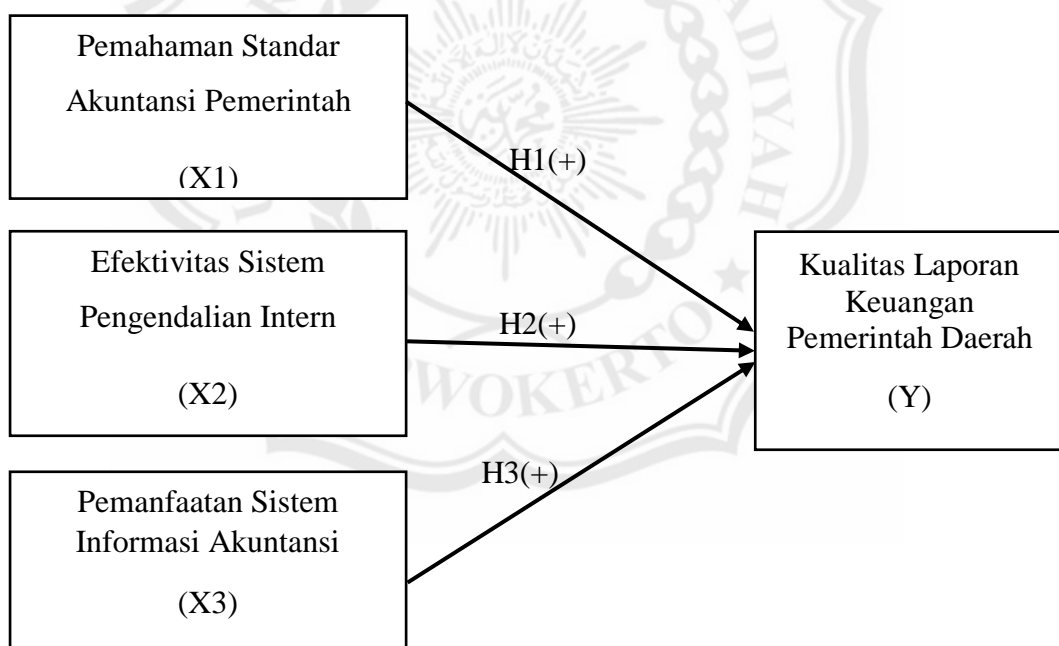 Pemahaman Standar
Akuntansi Pemerintah
(X1)
H1(+)
Efektivitas Sistem
Pengendalian Intern
(X2)
H2(+)
Kualitas Laporan
Keuangan
Pemerintah Daerah
(Y)
Pemanfaatan Sistem
Informasi Akuntansi
(X3)
H3(+)